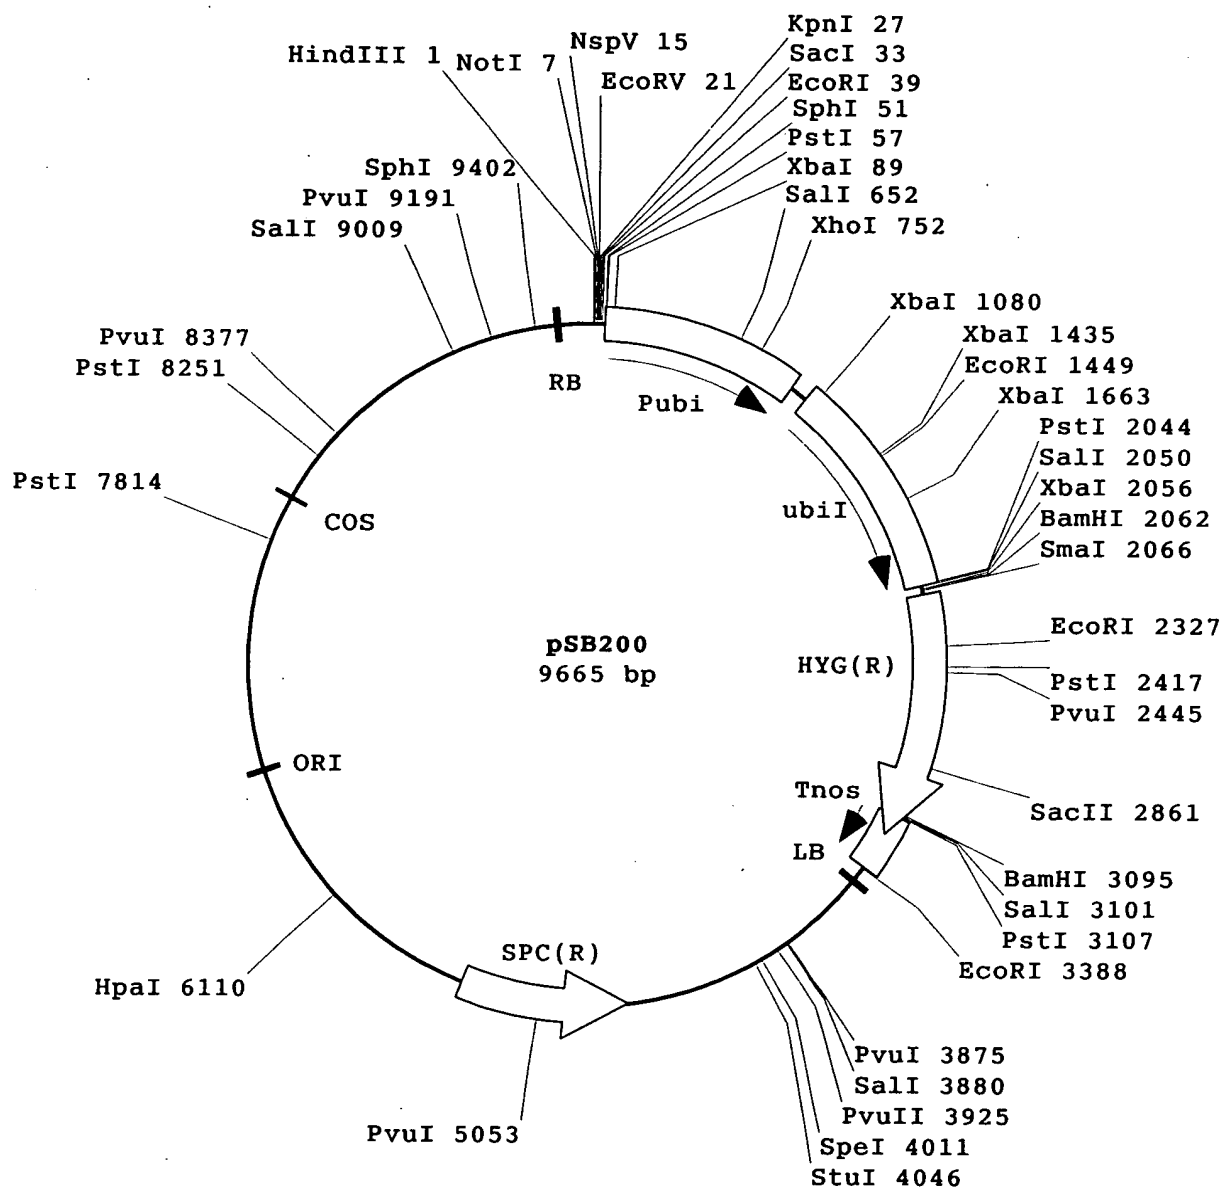 HindIII 1
NotI 7
NspV 15
EcoRV 21
KpnI 27
SacI 33
EcoRI 39
SphI 51
PstI 57
XbaI 89
SalI 652
XhoI 752
XbaI 1080
XbaI 1435
EcoRI 1449
XbaI 1663
PstI 2044
SalI 2050
XbaI 2056
BamHI 2062
SmaI 2066
EcoRI 2327
PstI 2417
PvuI 2445
SacII 2861
BamHI 3095
SalI 3101
PstI 3107
EcoRI 3388
PvuI 3875
SalI 3880
PvuII 3925
SpeI 4011
StuI 4046
PvuI 5053
HpaI 6110
PstI 7814
PstI 8251
PvuI 8377
SalI 9009
PvuI 9191
SphI 9402
RB
Pubi
ubiI
HYG(R)
Tnos
LB
SPC(R)
ORI
COS
pSB200
9665 bp